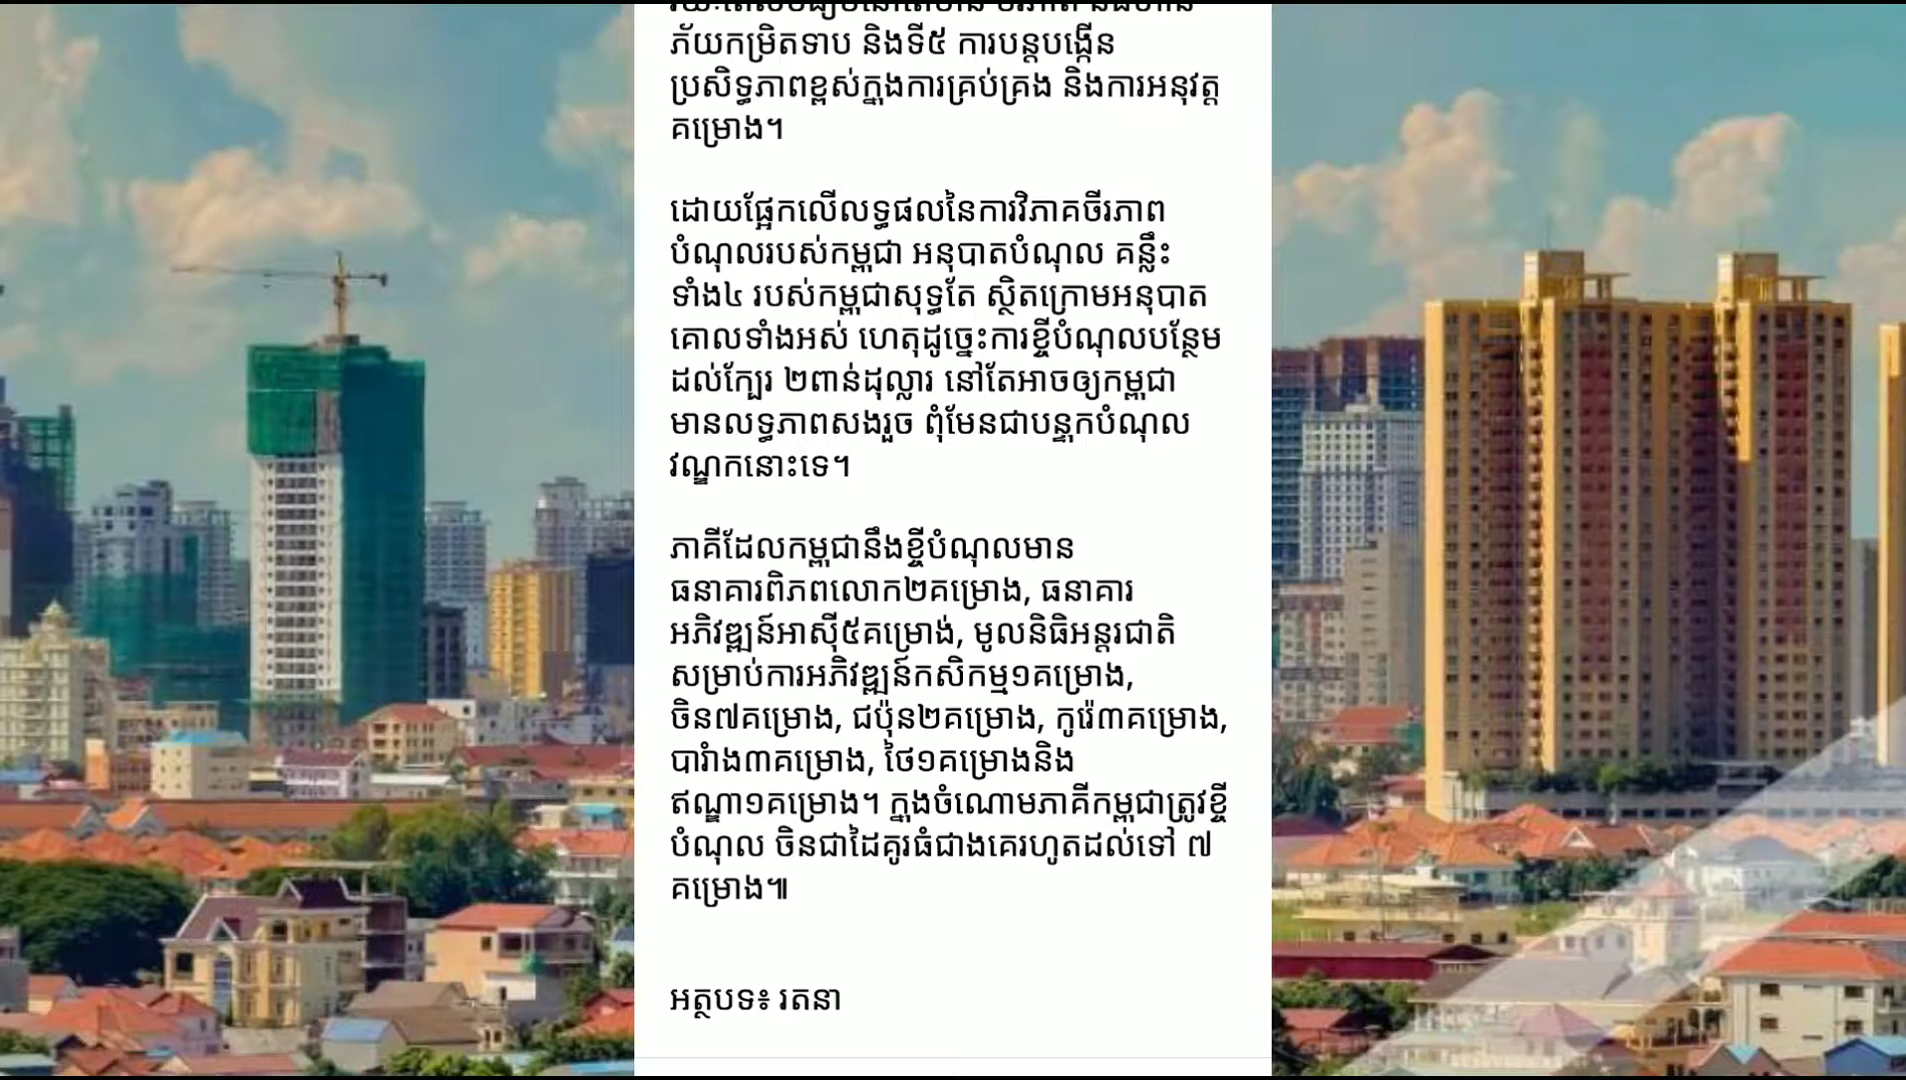 ភ័យកម្រិតទាប និងទី៥ ការបន្តបង្កើន
ប្រសិទ្ធភាពខ្ពស់ក្នុងការគ្រប់គ្រង និងការអនុវត្ត
គម្រោង។
ដោយផ្អែកលើលទ្ធផលនៃការវិភាគចីរភាព
បំណុលរបស់កម្ពុជា អនុបាតបំណុល គន្លឹះ
ទាំង៤ របស់កម្ពុជាសុទ្ធតែ ស្ថិតក្រោមអនុបាត
គោលទាំងអស់ ហេតុដូច្នេះការខ្ចីបំណុលបន្ថែម
ដល់ក្បែរ ២ពាន់ដុល្លារ នៅតែអាចឲ្យកម្ពុជា
មានលទ្ធភាពសងរួច ពុំមែនជាបន្ទុកបំណុល
វណ្ឌកនោះទេ។
ភាគីដែលកម្ពុជានឹងខ្ចីបំណុលមាន
ធនាគារពិភពលោក២គម្រោង, ធនាគារ
អភិវឌ្ឍន៍អាស៊ី៥គម្រោង់, មូលនិធិអន្តរជាតិ
សម្រាប់ការអភិវឌ្ឍន៍កសិកម្ម១គម្រោង,
ចិន៧គម្រោង, ជប៉ុន២គម្រោង, កូរ៉េ៣គម្រោង,
បារាំង៣គម្រោង, ថៃ១គម្រោងនិង
ឥណ្ឌា១គម្រោង។ ក្នុងចំណោមភាគីកម្ពុជាត្រូវខ្ចី
បំណុល ចិនជាដៃគូរធំជាងគេរហូតដល់ទៅ ៧
គម្រោង៕
អត្ថបទ៖ រតនា